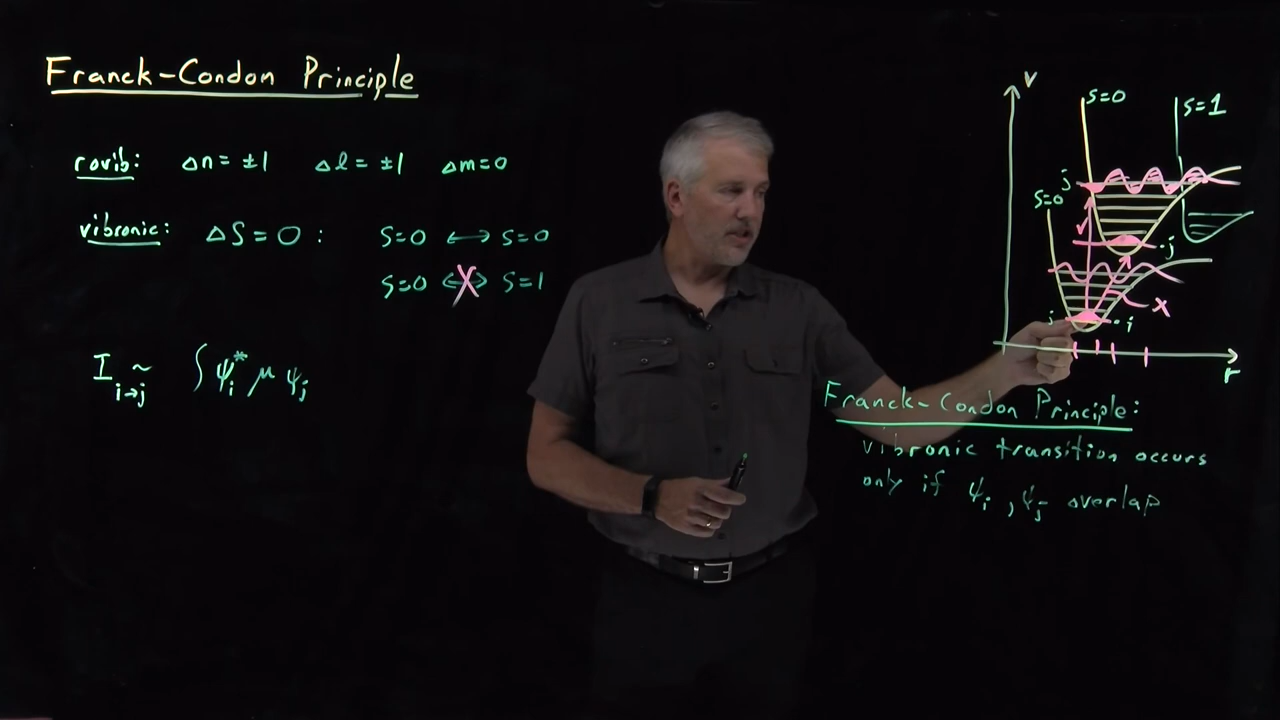 Franck-Condon Principle
rovib: Δn = ±1 Δl = ±1 Δm=0
vibronic: ΔS = 0 : S=0 ↔ S=0
S=0 ↔ S=1
I i→j ~ ∫ ψi* μ ψj
V
S=0 S=1
j
S=0
j
X
i i
r
Franck-Condon Principle:
vibronic transition occurs
only if ψi , ψj overlap